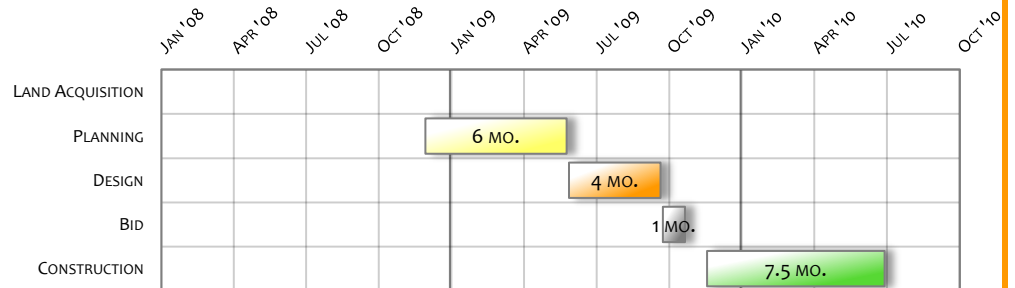 Jan '08 Apr '08 Jul '08 Oct '08 Jan '09 Apr '09 Jul '09 Oct '09 Jan '10 Apr '10 Jul '10 Oct '10
Land Acquisition
Planning 6 mo.
Design 4 mo.
Bid 1 mo.
Construction 7.5 mo.